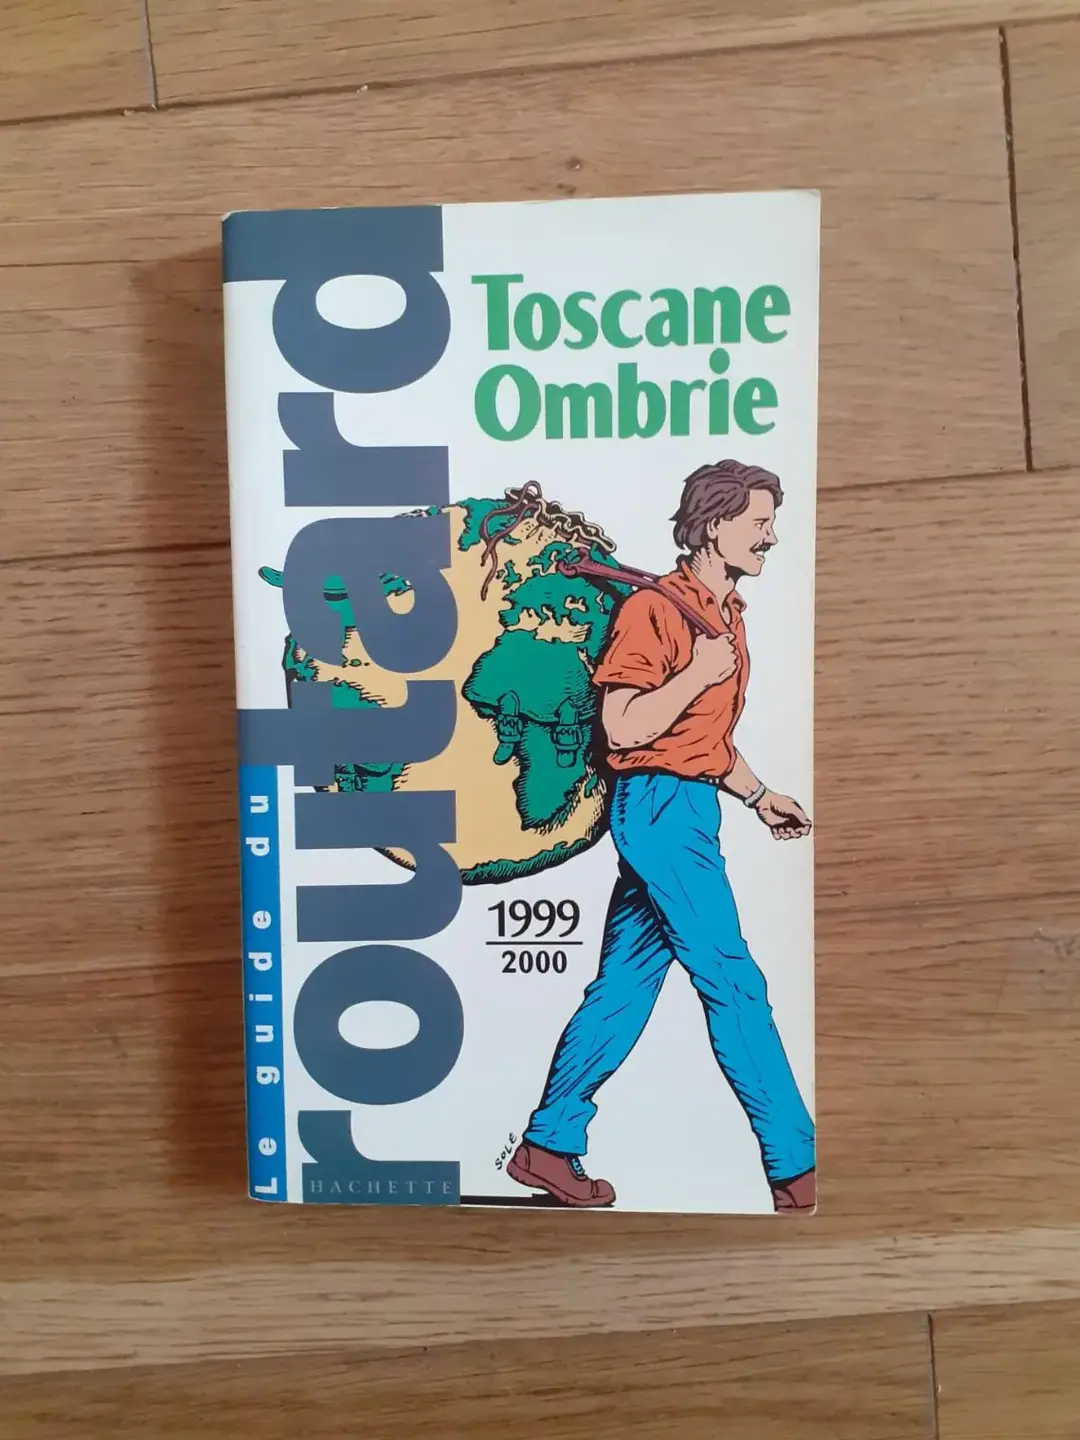 Le guide du
routard
Toscane
Ombrie
1999
2000
SOLÉ
HACHETTE